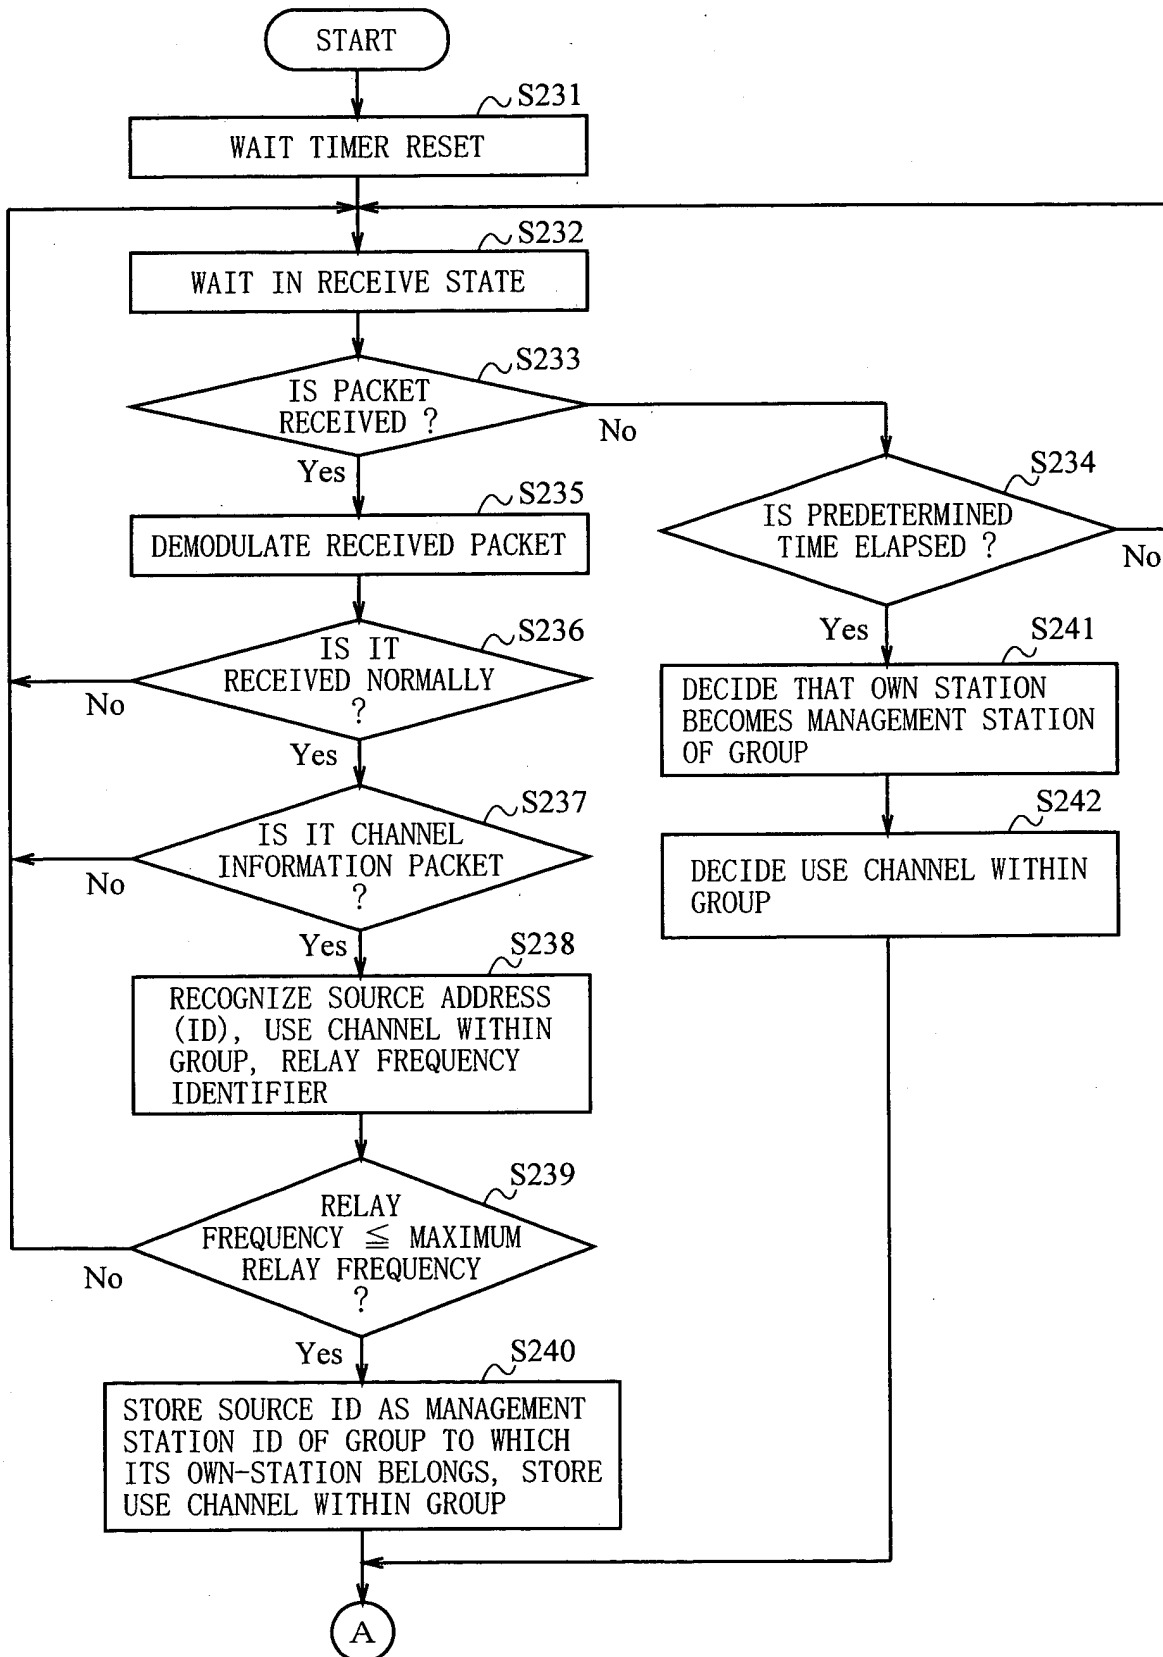 START
S231
WAIT TIMER RESET
S232
WAIT IN RECEIVE STATE
S233
IS PACKET
RECEIVED ?
No
Yes
S234
IS PREDETERMINED
TIME ELAPSED ?
No
Yes
S235
DEMODULATE RECEIVED PACKET
S236
IS IT
RECEIVED NORMALLY
?
No
Yes
S241
DECIDE THAT OWN STATION
BECOMES MANAGEMENT STATION
OF GROUP
S237
IS IT CHANNEL
INFORMATION PACKET
?
No
Yes
S242
DECIDE USE CHANNEL WITHIN
GROUP
S238
RECOGNIZE SOURCE ADDRESS
(ID), USE CHANNEL WITHIN
GROUP, RELAY FREQUENCY
IDENTIFIER
S239
RELAY
FREQUENCY ≦ MAXIMUM
RELAY FREQUENCY
?
No
Yes
S240
STORE SOURCE ID AS MANAGEMENT
STATION ID OF GROUP TO WHICH
ITS OWN-STATION BELONGS, STORE
USE CHANNEL WITHIN GROUP
A